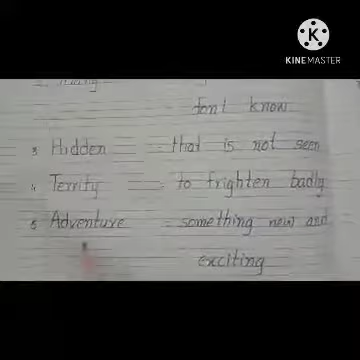 KINEMASTER
don't know
3 Hidden = that is not seen
4 Terrify = to frighten badly
5 Adventure = something new and
exciting